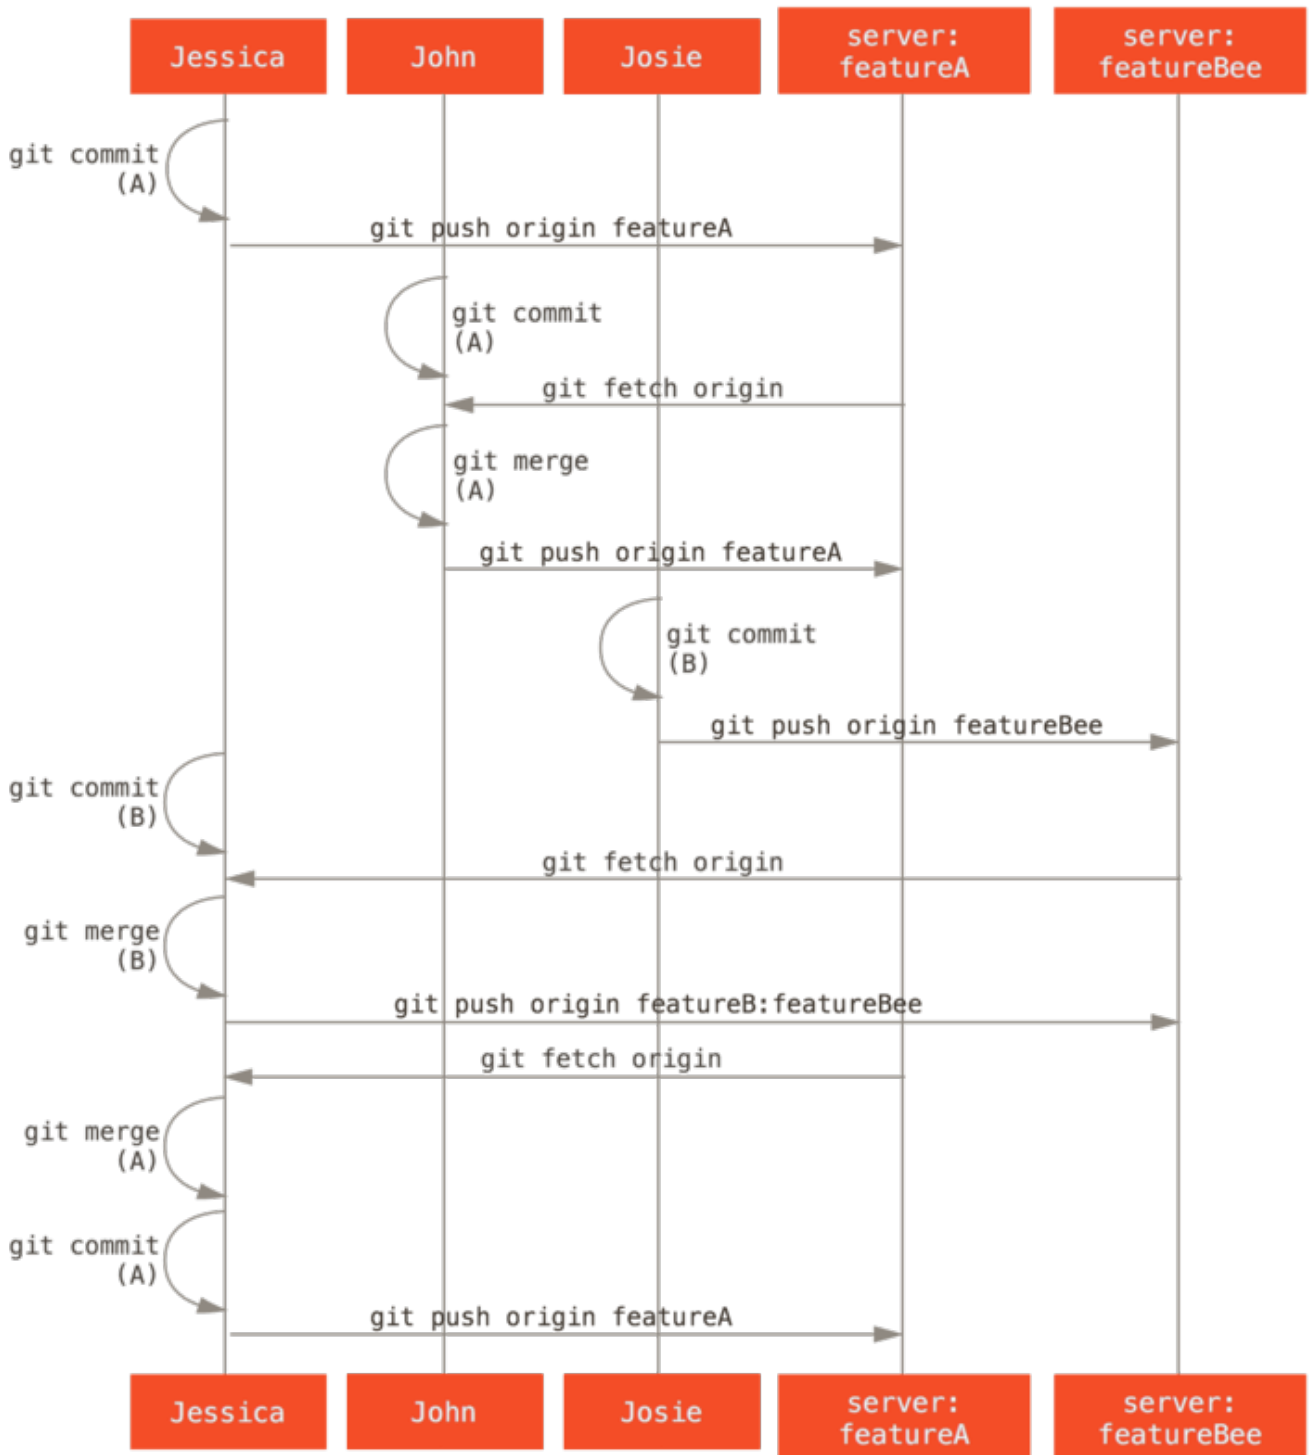 Jessica
John
Josie
server:
featureA
server:
featureBee
git commit
(A)
git push origin featureA
git commit
(A)
git fetch origin
git merge
(A)
git push origin featureA
git commit
(B)
git push origin featureBee
git commit
(B)
git fetch origin
git merge
(B)
git push origin featureB:featureBee
git fetch origin
git merge
(A)
git commit
(A)
git push origin featureA
Jessica
John
Josie
server:
featureA
server:
featureBee